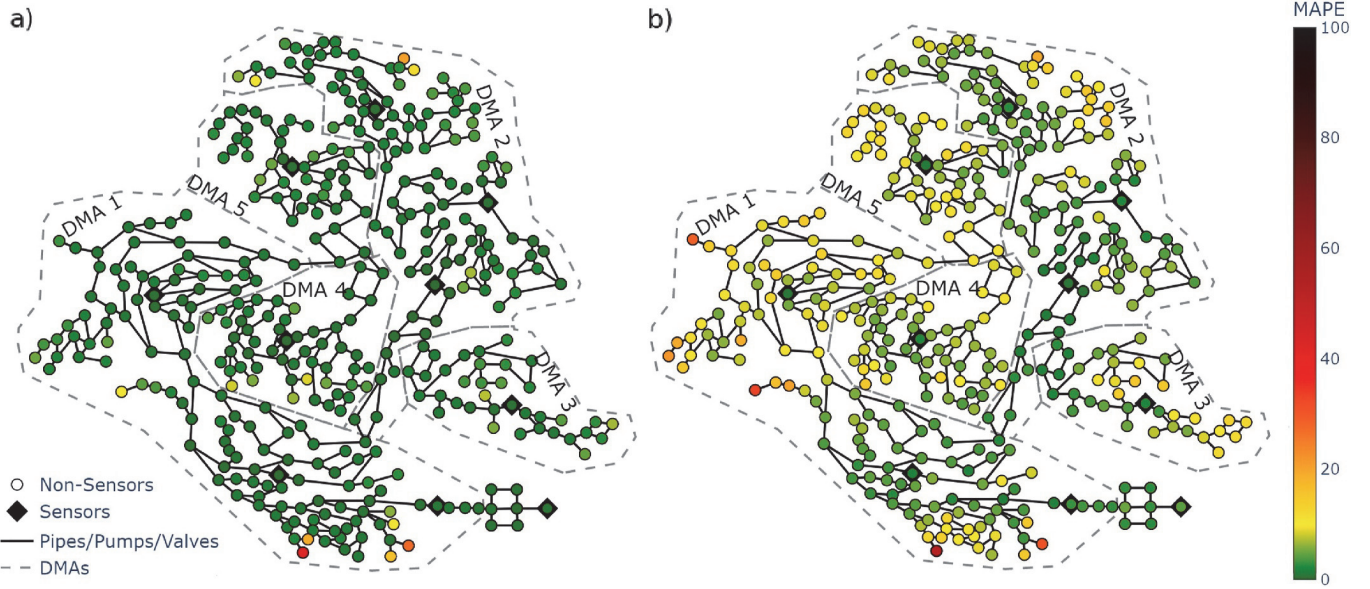 a)
b)
MAPE
100
80
60
40
20
0
DMA 2
DMA 5
DMA 1
DMA 4
DMA 3
DMA 2
DMA 5
DMA 1
DMA 4
DMA 3
Non-Sensors
Sensors
Pipes/Pumps/Valves
DMAs